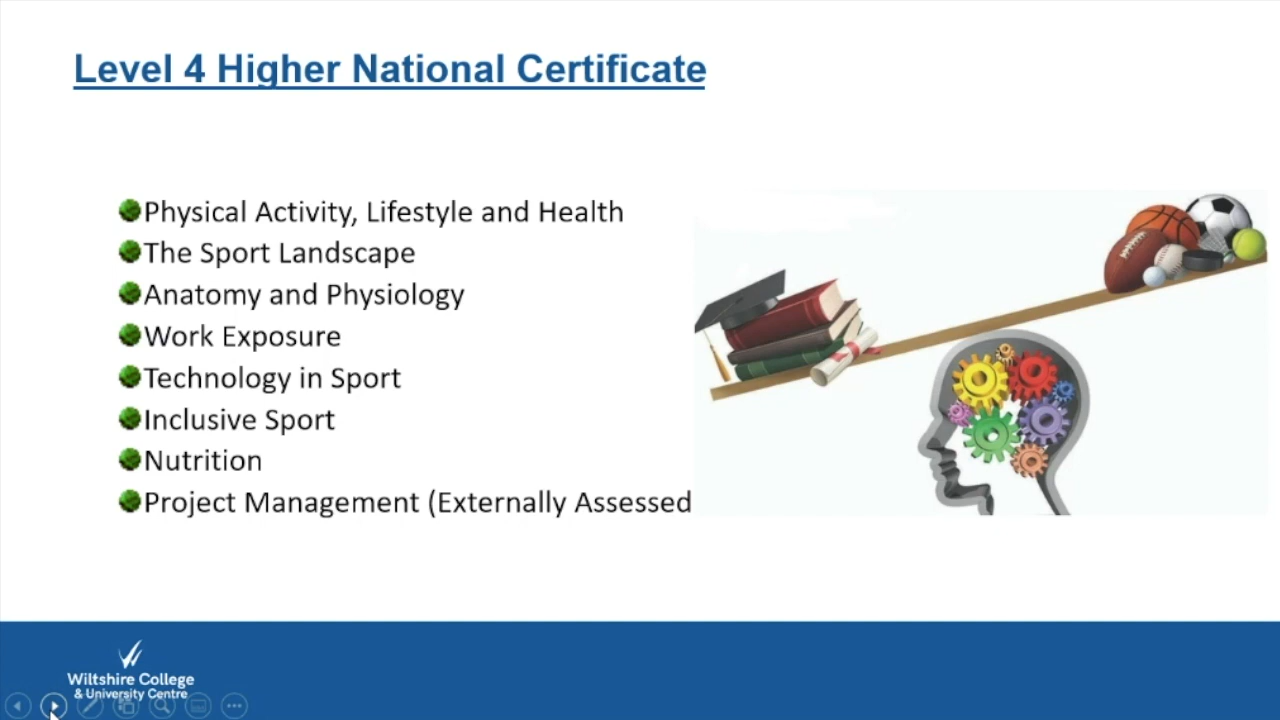 Level 4 Higher National Certificate
Physical Activity, Lifestyle and Health
The Sport Landscape
Anatomy and Physiology
Work Exposure
Technology in Sport
Inclusive Sport
Nutrition
Project Management (Externally Assessed
Wiltshire College
& University Centre